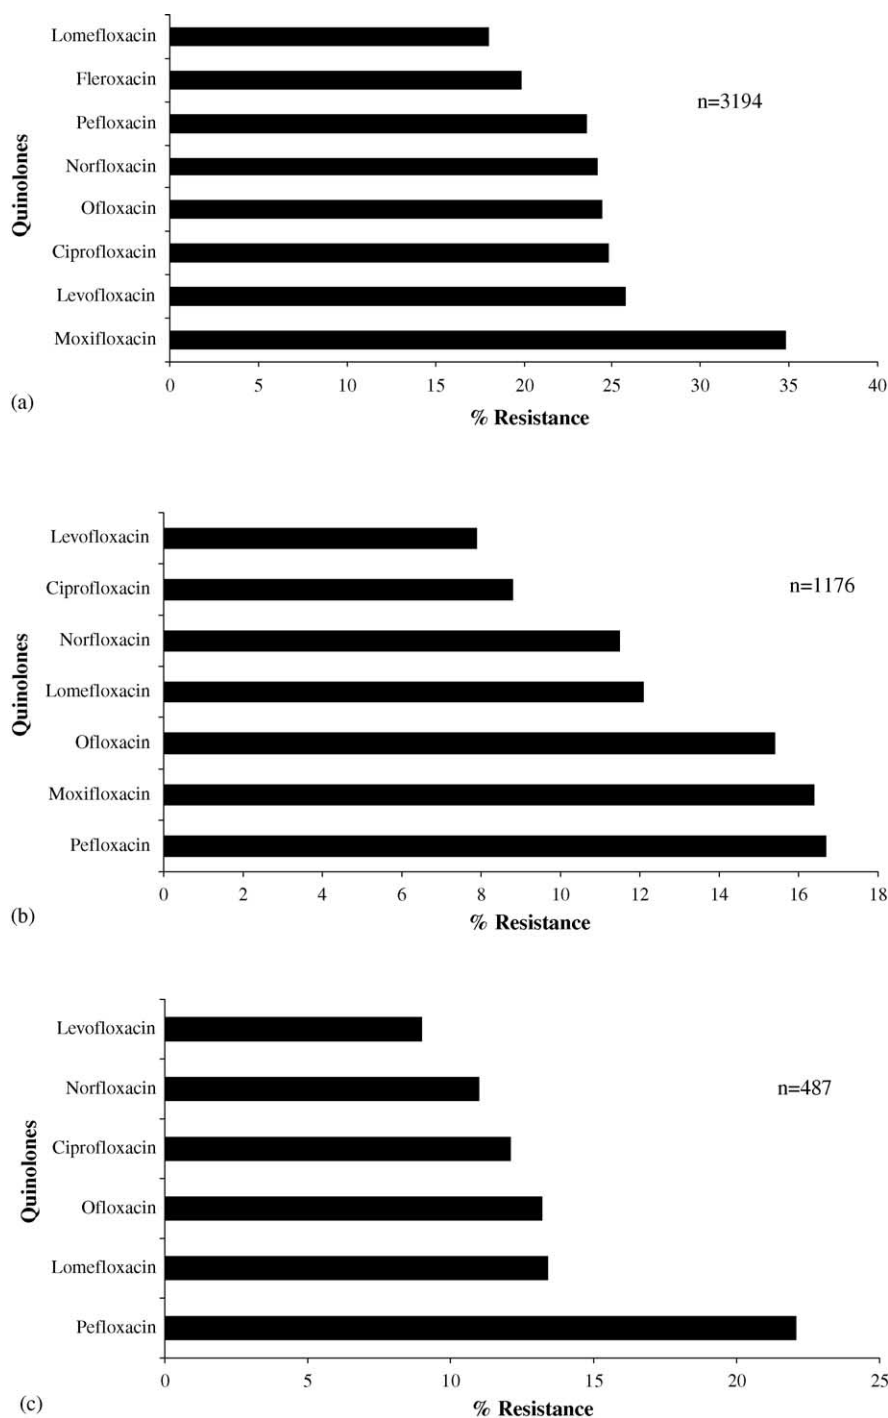 Quinolones
Lomefloxacin
Fleroxacin
Pefloxacin
Norfloxacin
Ofloxacin
Ciprofloxacin
Levofloxacin
Moxifloxacin
n=3194
0 5 10 15 20 25 30 35 40
% Resistance
(a)
Quinolones
Levofloxacin
Ciprofloxacin
Norfloxacin
Lomefloxacin
Ofloxacin
Moxifloxacin
Pefloxacin
n=1176
0 2 4 6 8 10 12 14 16 18
% Resistance
(b)
Quinolones
Levofloxacin
Norfloxacin
Ciprofloxacin
Ofloxacin
Lomefloxacin
Pefloxacin
n=487
0 5 10 15 20 25
% Resistance
(c)